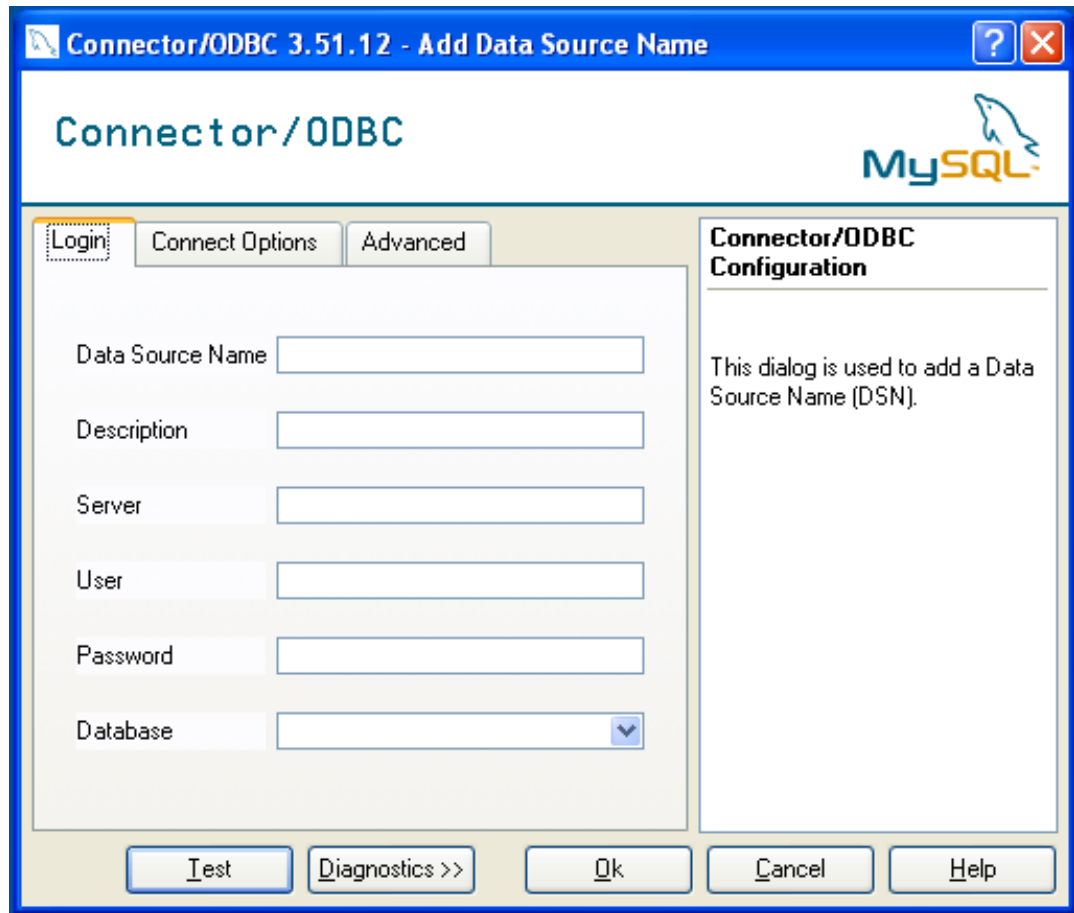 Connector/ODBC 3.51.12 - Add Data Source Name
Connector/ODBC
MySQL
Login
Connect Options
Advanced
Data Source Name
Description
Server
User
Password
Database
Connector/ODBC
Configuration
This dialog is used to add a Data
Source Name (DSN).
Test
Diagnostics >>
Ok
Cancel
Help